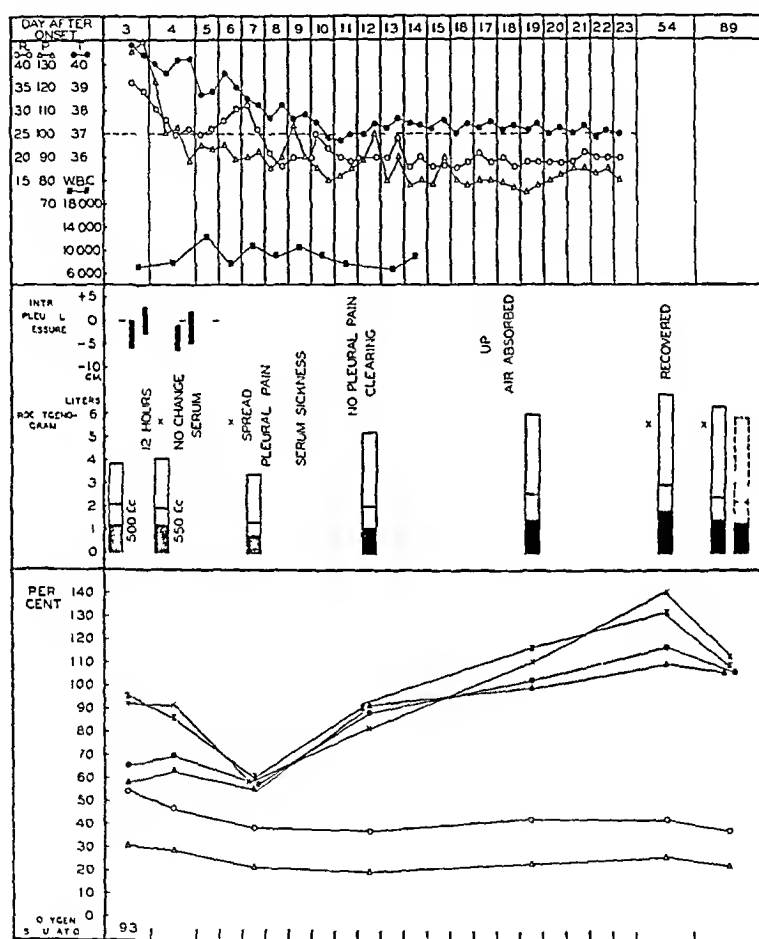 DAY AFTER ONSET 3 4 5 6 7 8 9 10 11 12 13 14 15 16 17 18 19 20 21 22 23 54 89
R P T
40 130 40
35 120 39
30 110 38
25 100 37
20 90 36
15 80 WBC
70 18000
14000
10000
6000
INTR
PLEU L
ESSURE
+5
0
-5
-10
CM
LITERS
GRAM
6
5
4
3
2
1
0
500 cc
12 HOURS
x
NO CHANGE
SERUM
550 cc
x
SPREAD
PLEURAL PAIN
SERUM SICKNESS
NO PLEURAL PAIN
CLEARING
UP
AIR ABSORBED
x
RECOVERED
x
PER
CENT
140
130
120
110
100
90
80
70
60
50
40
30
20
10
0
93